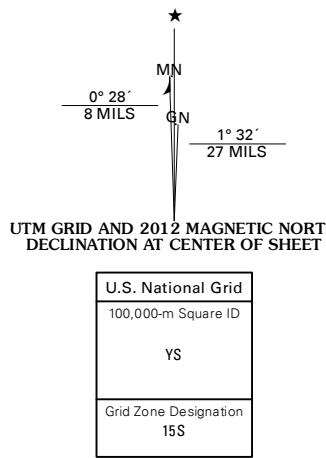 MN
0° 28´
8 MILS
GN
1° 32´
27 MILS
UTM GRID AND 2012 MAGNETIC NORT
DECLINATION AT CENTER OF SHEET
U.S. National Grid
100,000-m Square ID
YS
Grid Zone Designation
15S